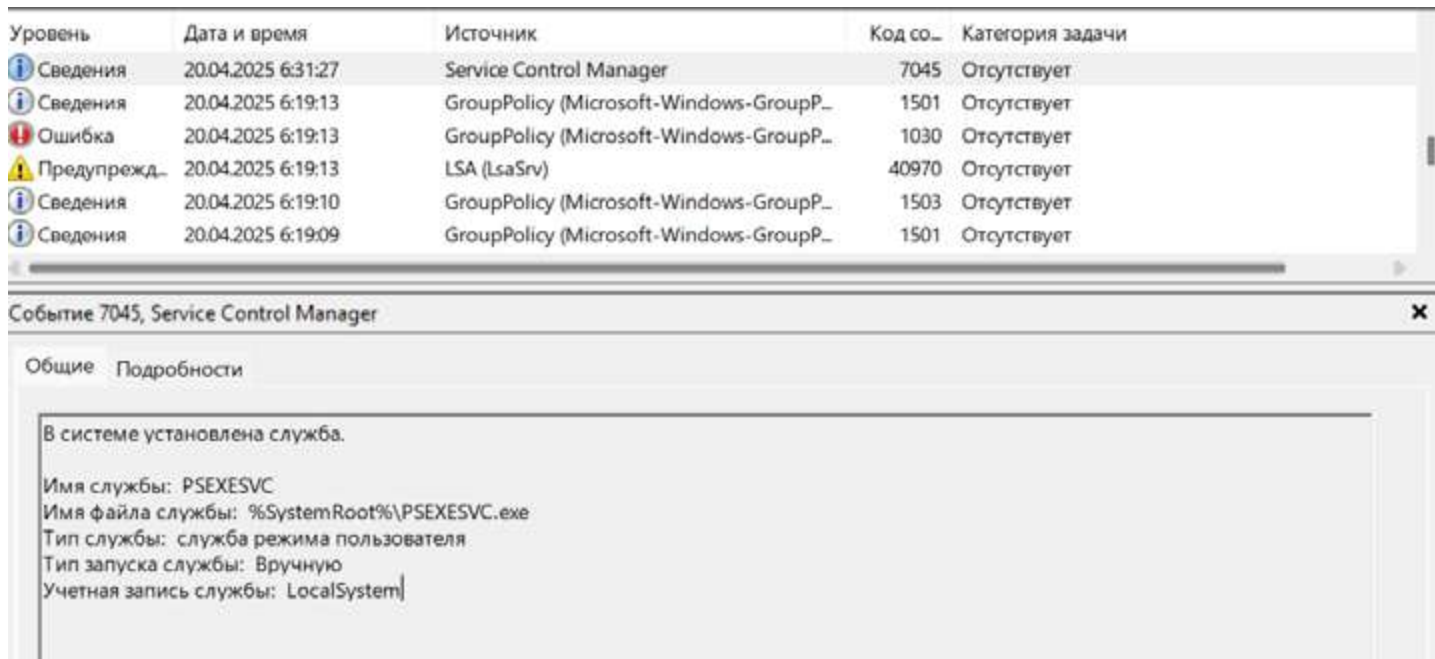 Уровень Дата и время Источник Код со... Категория задачи
Сведения 20.04.2025 6:31:27 Service Control Manager 7045 Отсутствует
Сведения 20.04.2025 6:19:13 GroupPolicy (Microsoft-Windows-GroupP... 1501 Отсутствует
Ошибка 20.04.2025 6:19:13 GroupPolicy (Microsoft-Windows-GroupP... 1030 Отсутствует
Предупрежд... 20.04.2025 6:19:13 LSA (LsaSrv) 40970 Отсутствует
Сведения 20.04.2025 6:19:10 GroupPolicy (Microsoft-Windows-GroupP... 1503 Отсутствует
Сведения 20.04.2025 6:19:09 GroupPolicy (Microsoft-Windows-GroupP... 1501 Отсутствует
Событие 7045, Service Control Manager
Общие Подробности
В системе установлена служба.
Имя службы: PSEXESVC
Имя файла службы: %SystemRoot%\PSEXESVC.exe
Тип службы: служба режима пользователя
Тип запуска службы: Вручную
Учетная запись службы: LocalSystem